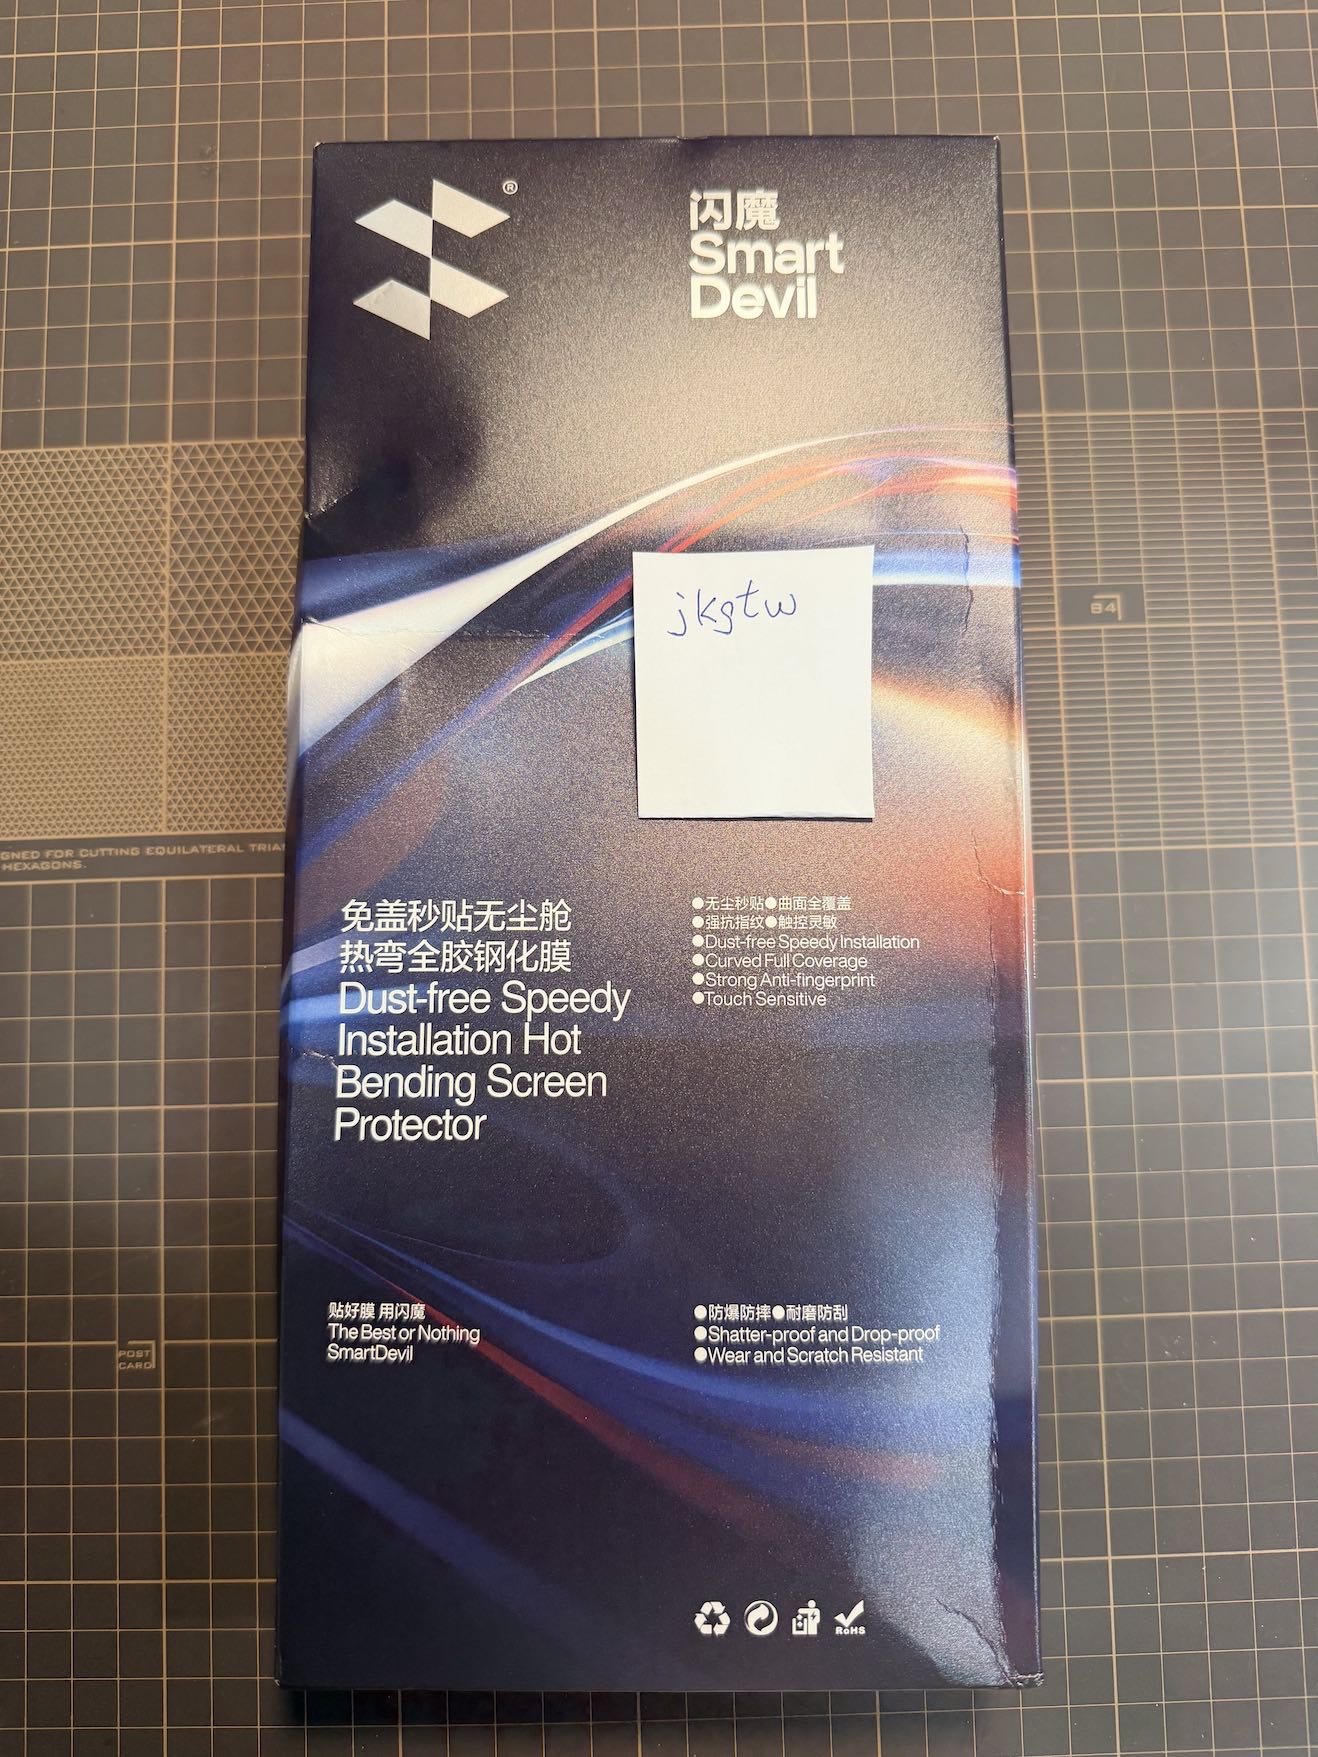 ®
闪魔
Smart
Devil
jkgtw
84
GNED FOR CUTTING EQUILATERAL TRIA
HEXAGONS.
免盖秒贴无尘舱
热弯全胶钢化膜
Dust-free Speedy
Installation Hot
Bending Screen
Protector
●无尘秒贴●曲面全覆盖
●强抗指纹●触控灵敏
●Dust-free Speedy Installation
●Curved Full Coverage
●Strong Anti-fingerprint
●Touch Sensitive
POST
CARD
贴好膜 用闪魔
The Best or Nothing
SmartDevil
●防爆防摔●耐磨防刮
●Shatter-proof and Drop-proof
●Wear and Scratch Resistant
RoHS